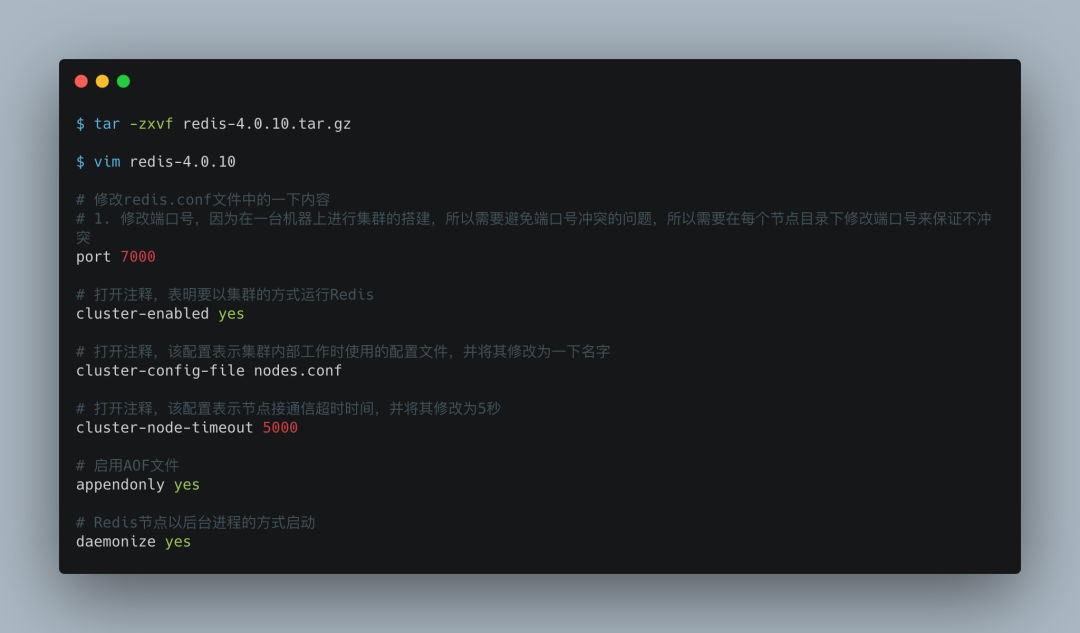 $ tar -zxvf redis-4.0.10.tar.gz
$ vim redis-4.0.10
# 修改redis.conf文件中的一下内容
# 1. 修改端口号，因为在一台机器上进行集群的搭建，所以需要避免端口号冲突的问题，所以需要在每个节点目录下修改端口号来保证不冲
突
port 7000
# 打开注释，表明要以集群的方式运行Redis
cluster-enabled yes
# 打开注释，该配置表示集群内部工作时使用的配置文件，并将其修改为一下名字
cluster-config-file nodes.conf
# 打开注释，该配置表示节点接通信超时时间，并将其修改为5秒
cluster-node-timeout 5000
# 启用AOF文件
appendonly yes
# Redis节点以后台进程的方式启动
daemonize yes